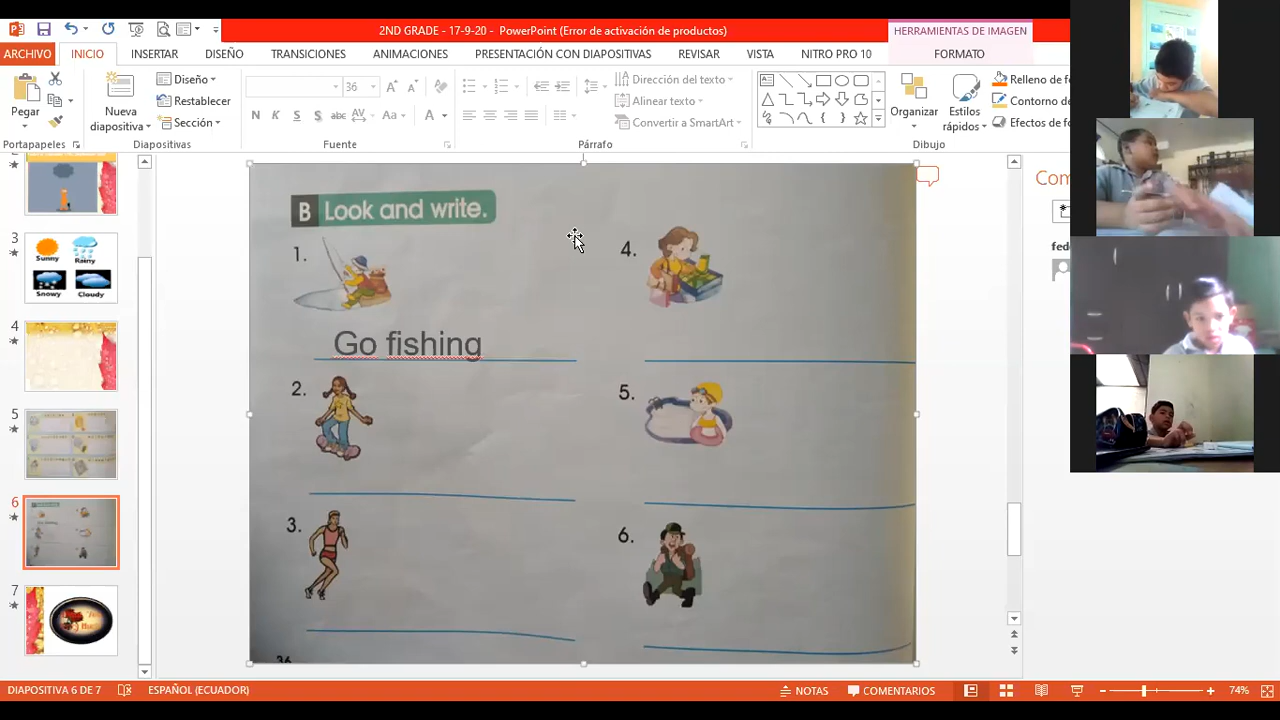 2ND GRADE - 17-9-20 - PowerPoint (Error de activación de productos)
HERRAMIENTAS DE IMAGEN
ARCHIVO INICIO INSERTAR DISEÑO TRANSICIONES ANIMACIONES PRESENTACIÓN CON DIAPOSITIVAS REVISAR VISTA NITRO PRO 10 FORMATO
Pegar
Nueva
diapositiva
Diseño
Restablecer
Sección
36
N K S S abc AV Aa A
Dirección del texto
Alinear texto
Convertir a SmartArt
Organizar
Estilos
rápidos
Relleno de
Contorno de
Efectos de
Portapapeles Diapositivas Fuente Párrafo Dibujo
3
Sunny Rainy
Snowy Cloudy
4
5
6
7
B Look and write.
1.
Go fishing
2.
3.
4.
5.
6.
36
DIAPOSITIVA 6 DE 7 ESPAÑOL (ECUADOR) NOTAS COMENTARIOS 74%